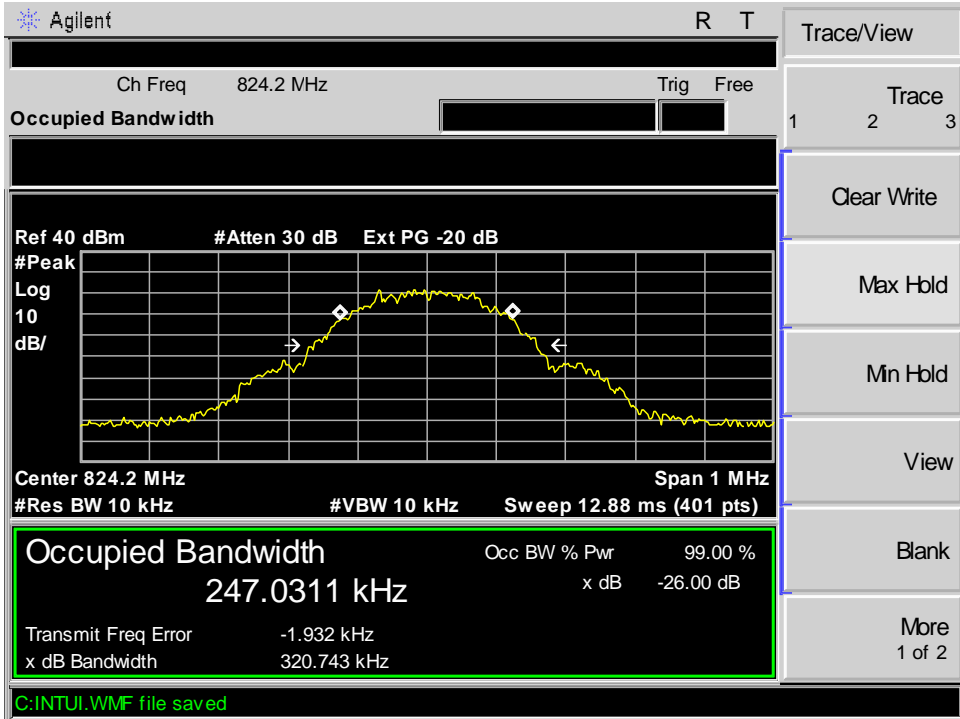 Agilent R T
Trace/View
Ch Freq 824.2 MHz Trig Free
Occupied Bandwidth
Trace
1 2 3
Clear Write
Ref 40 dBm #Atten 30 dB Ext PG -20 dB
#Peak
Log
10
dB/
Max Hold
Min Hold
Center 824.2 MHz Span 1 MHz
#Res BW 10 kHz #VBW 10 kHz Sweep 12.88 ms (401 pts)
View
Occupied Bandwidth Occ BW % Pwr 99.00 %
247.0311 kHz x dB -26.00 dB
Blank
Transmit Freq Error -1.932 kHz
x dB Bandwidth 320.743 kHz
More
1 of 2
C:INTUI.WMF file saved